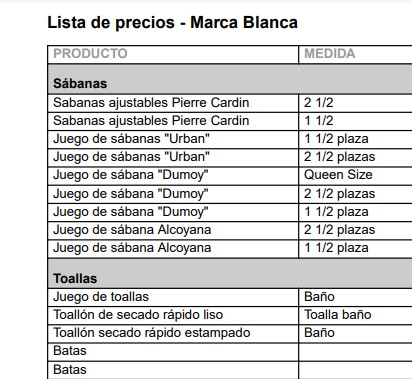 Lista de precios - Marca Blanca
PRODUCTO MEDIDA
Sábanas
Sabanas ajustables Pierre Cardin 2 1/2
Sabanas ajustables Pierre Cardin 1 1/2
Juego de sábanas "Urban" 1 1/2 plaza
Juego de sábanas "Urban" 2 1/2 plazas
Juego de sábana "Dumoy" Queen Size
Juego de sábana "Dumoy" 2 1/2 plazas
Juego de sábana "Dumoy" 1 1/2 plaza
Juego de sábana Alcoyana 2 1/2 plazas
Juego de sábana Alcoyana 1 1/2 plaza
Toallas
Juego de toallas Baño
Toallón de secado rápido liso Toalla baño
Toallón secado rápido estampado Baño
Batas
Batas